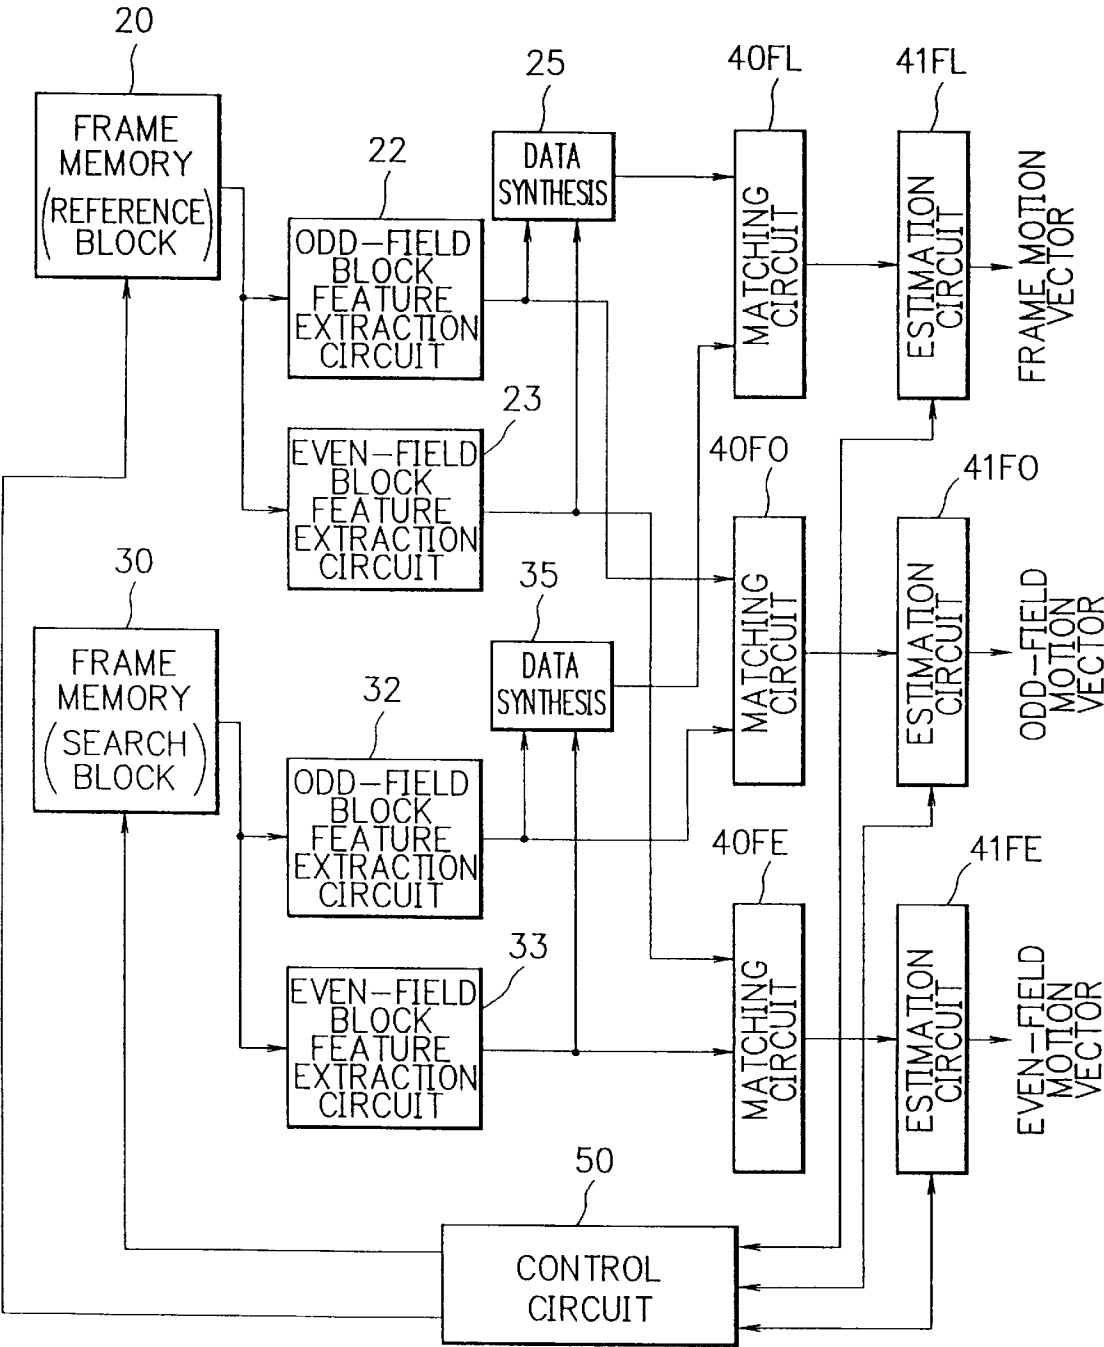 20
FRAME
MEMORY
(REFERENCE)
BLOCK
22
ODD-FIELD
BLOCK
FEATURE
EXTRACTION
CIRCUIT
23
EVEN-FIELD
BLOCK
FEATURE
EXTRACTION
CIRCUIT
25
DATA
SYNTHESIS
40FL
MATCHING
CIRCUIT
41FL
ESTIMATION
CIRCUIT
FRAME MOTION
VECTOR
30
FRAME
MEMORY
(SEARCH)
BLOCK
32
ODD-FIELD
BLOCK
FEATURE
EXTRACTION
CIRCUIT
33
EVEN-FIELD
BLOCK
FEATURE
EXTRACTION
CIRCUIT
35
DATA
SYNTHESIS
40FO
MATCHING
CIRCUIT
41FO
ESTIMATION
CIRCUIT
ODD-FIELD
MOTION
VECTOR
40FE
MATCHING
CIRCUIT
41FE
ESTIMATION
CIRCUIT
EVEN-FIELD
MOTION
VECTOR
50
CONTROL
CIRCUIT